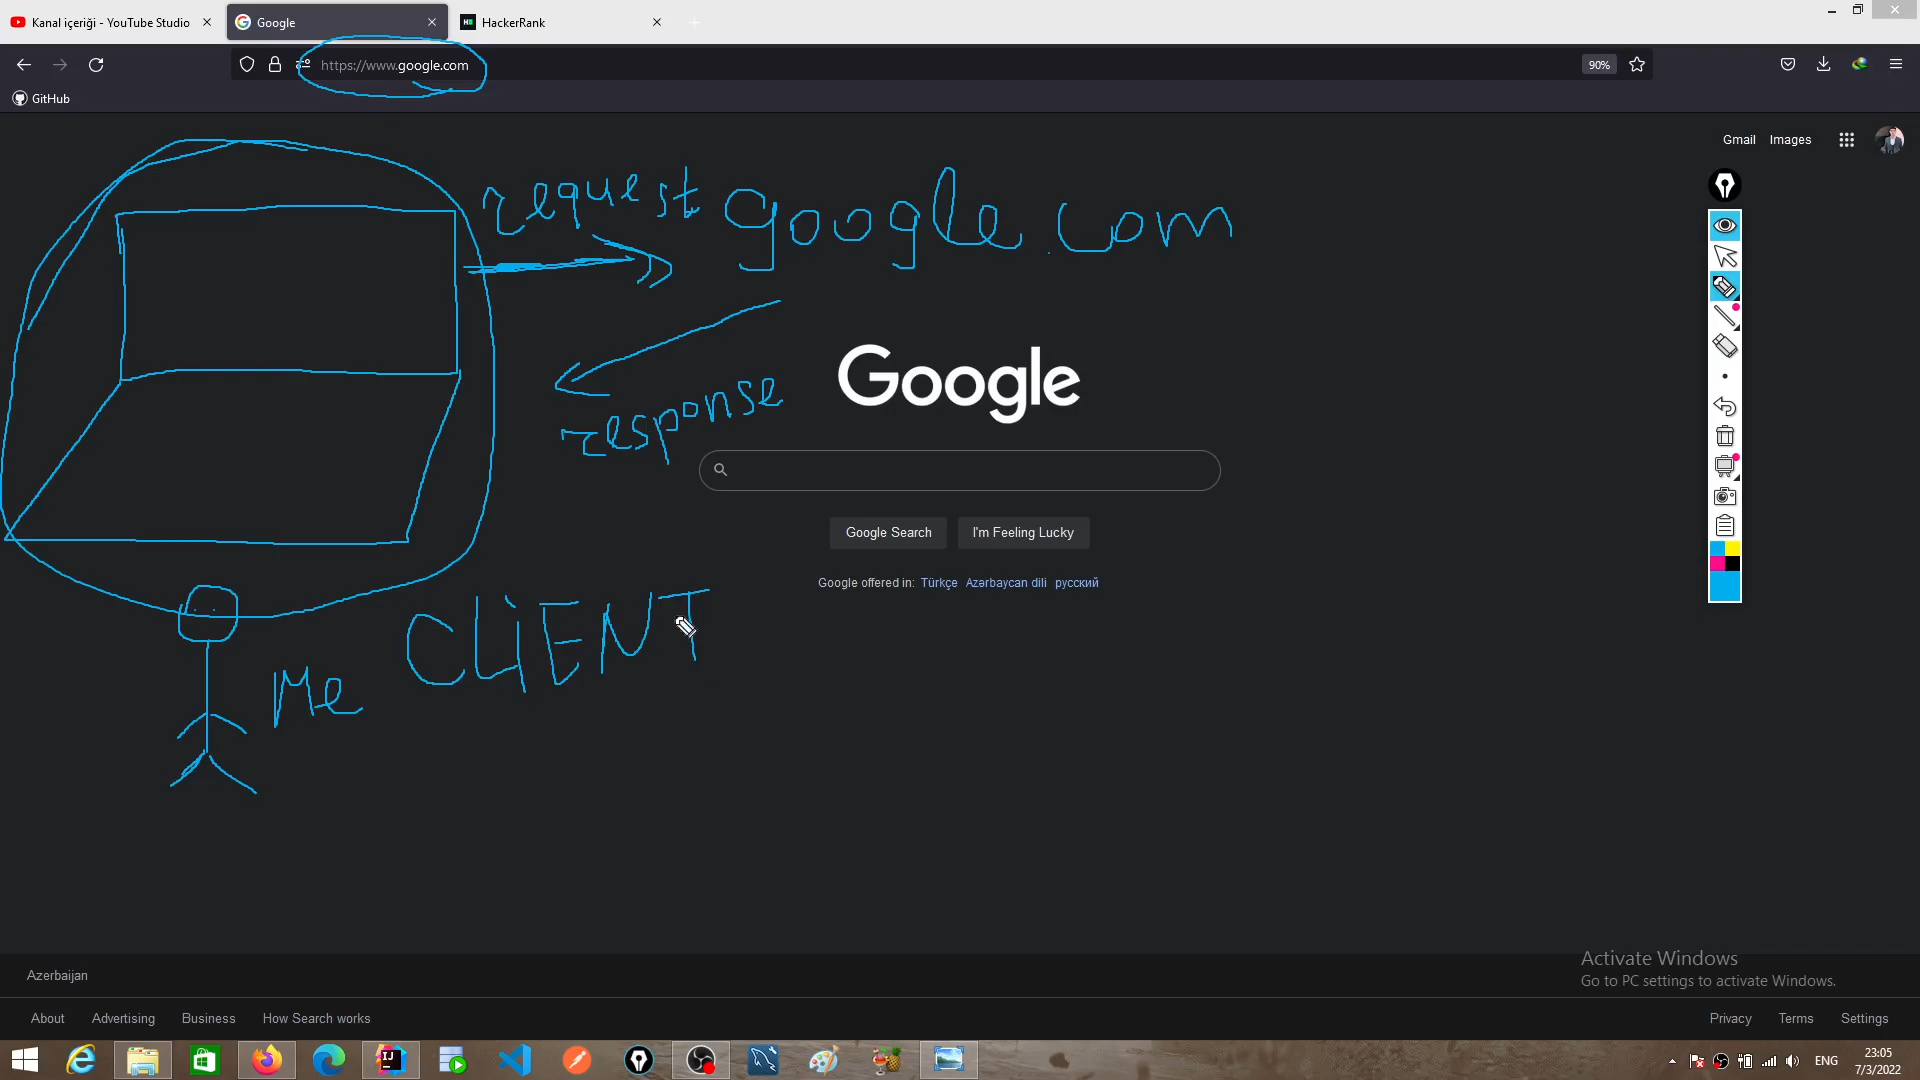 Kanal içeriği - YouTube Studio
Google
HackerRank
https://www.google.com
90%
GitHub
Gmail Images
request google.com
response
Google
Google Search I'm Feeling Lucky
Google offered in: Türkçe Azərbaycan dili русский
CLİENT
Me
Activate Windows
Go to PC settings to activate Windows.
Azerbaijan
About Advertising Business How Search works
Privacy Terms Settings
ENG
23:05
7/3/2022